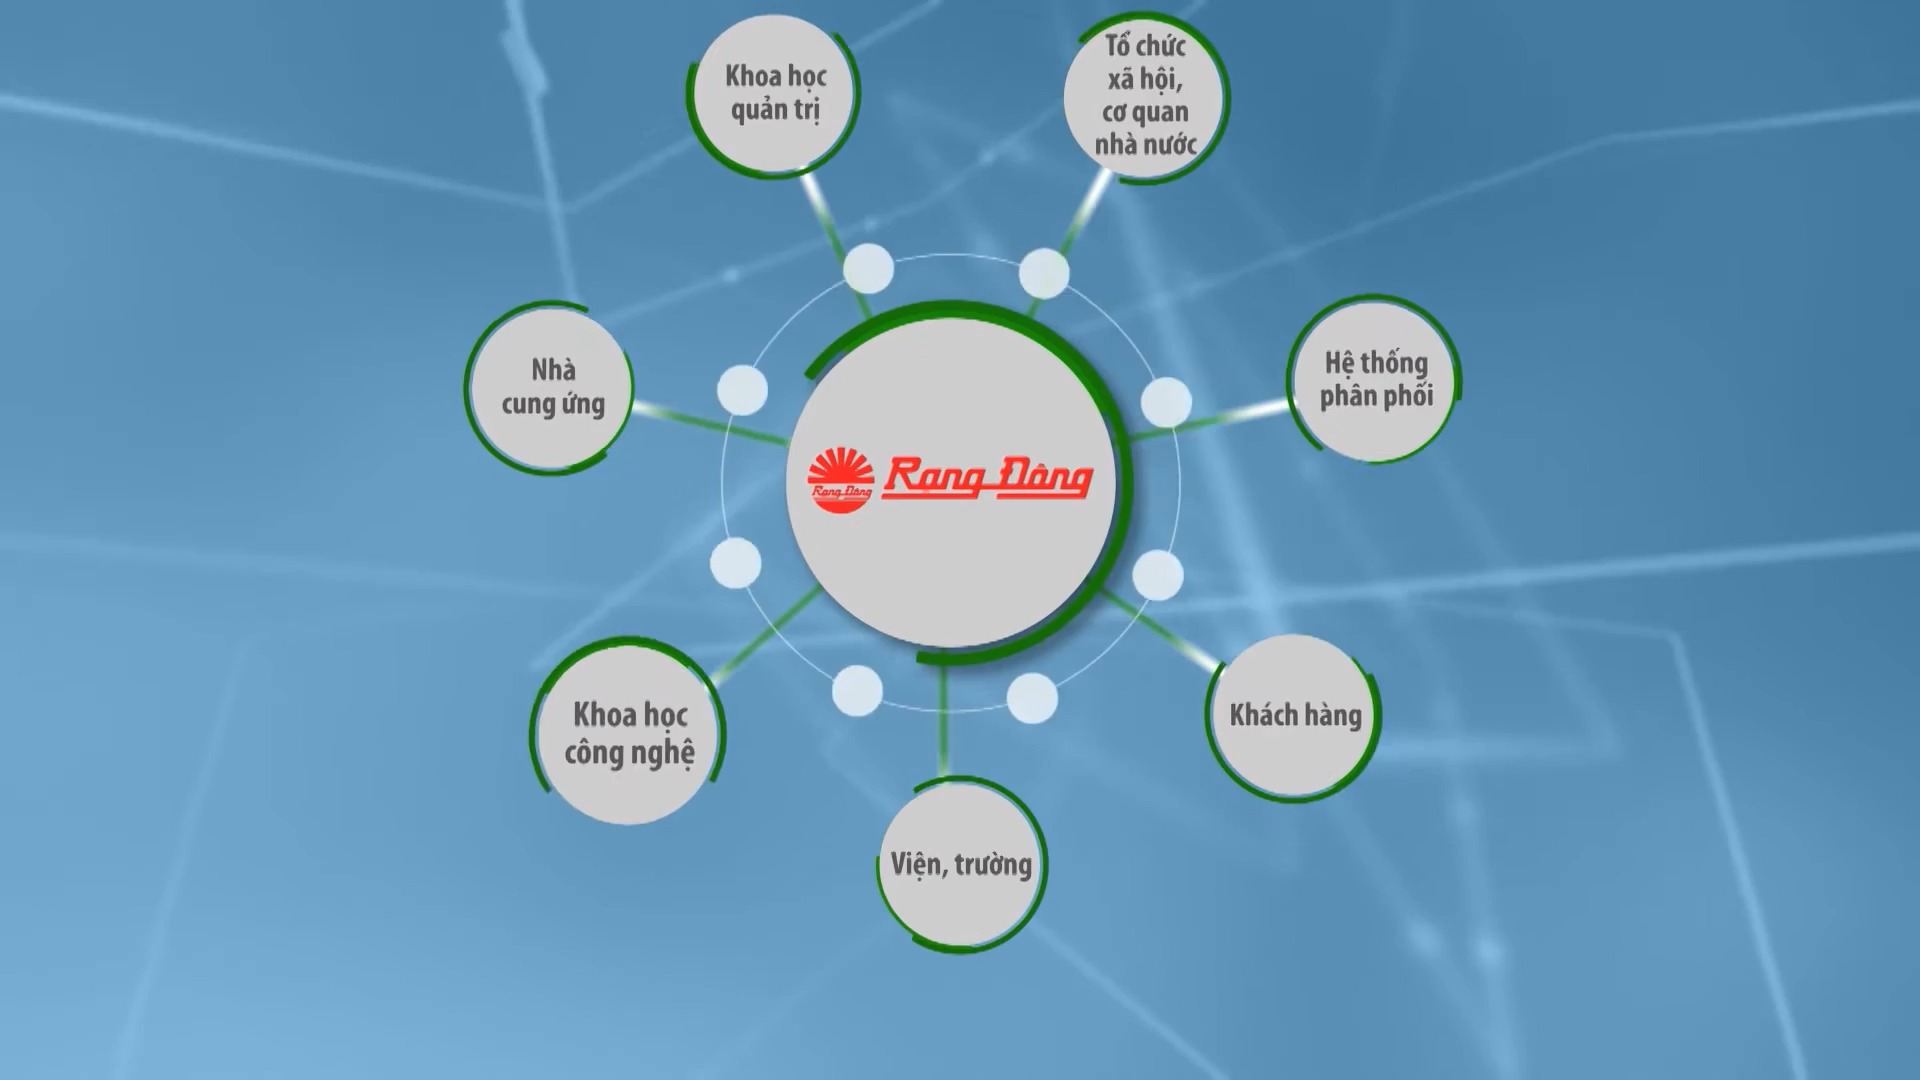 Khoa học
quản trị
Tổ chức
xã hội,
cơ quan
nhà nước
Nhà
cung ứng
Hệ thống
phân phối
Rạng Đông
Rạng Đông
Khoa học
công nghệ
Khách hàng
Viện, trường